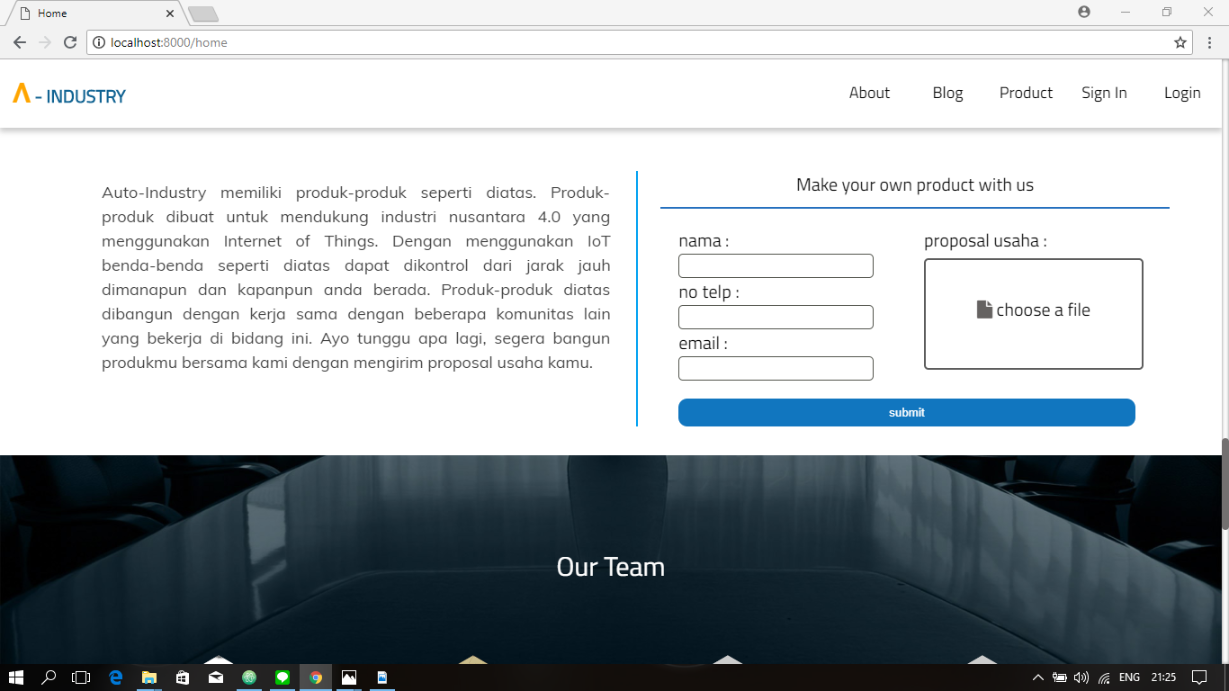 Home
localhost:8000/home
Λ - INDUSTRY
About Blog Product Sign In Login
Auto-Industry memiliki produk-produk seperti diatas. Produk-
produk dibuat untuk mendukung industri nusantara 4.0 yang
menggunakan Internet of Things. Dengan menggunakan IoT
benda-benda seperti diatas dapat dikontrol dari jarak jauh
dimanapun dan kapanpun anda berada. Produk-produk diatas
dibangun dengan kerja sama dengan beberapa komunitas lain
yang bekerja di bidang ini. Ayo tunggu apa lagi, segera bangun
produkmu bersama kami dengan mengirim proposal usaha kamu.
Make your own product with us
nama :
no telp :
email :
proposal usaha :
choose a file
submit
Our Team
ENG 21:25